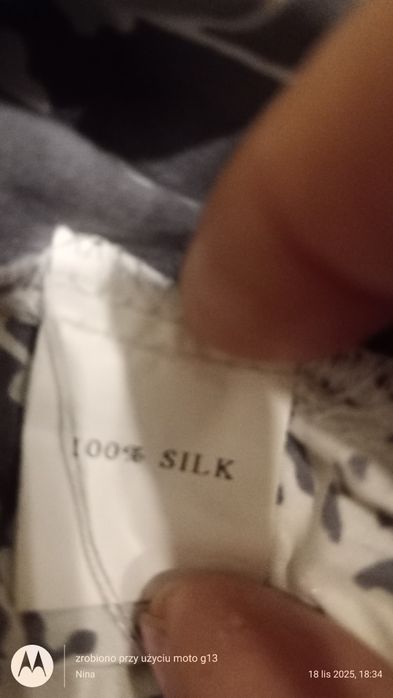 100% SILK
zrobiono przy użyciu moto g13
Nina
18 lis 2025, 18:34